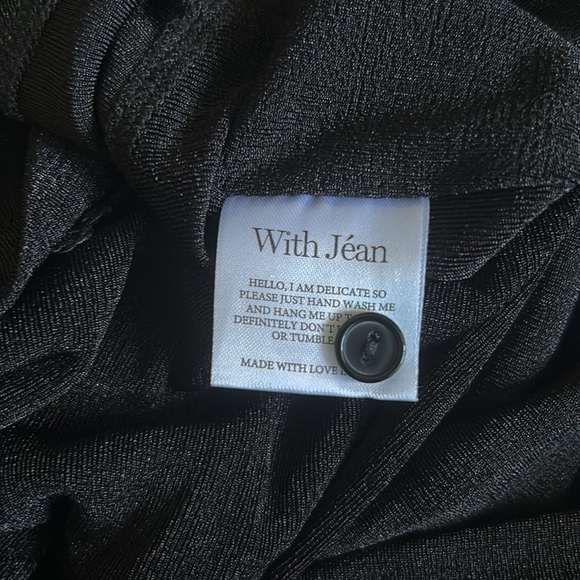 With Jéan
HELLO, I AM DELICATE SO
PLEASE JUST HAND WASH ME
AND HANG ME UP
DEFINITELY DON'T
OR TUMBLE
MADE WITH LOVE